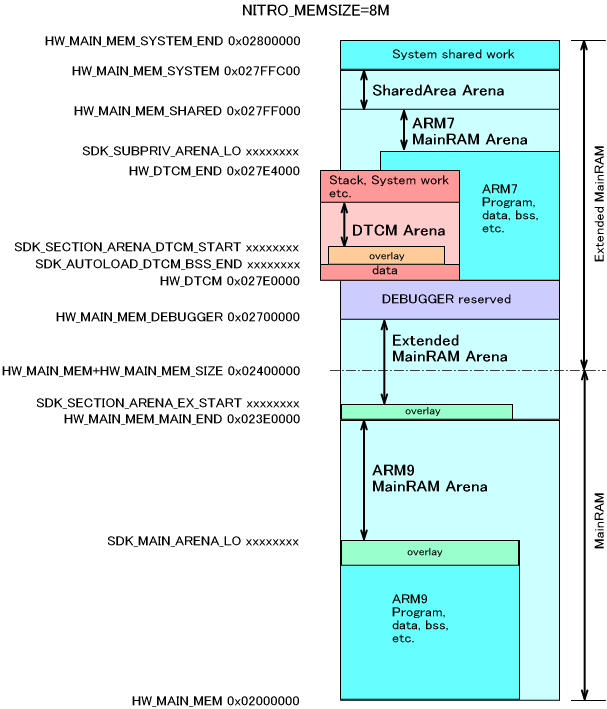 NITRO_MEMSIZE=8M
HW_MAIN_MEM_SYSTEM_END 0x02800000
System shared work
HW_MAIN_MEM_SYSTEM 0x027FFC00
SharedArea Arena
HW_MAIN_MEM_SHARED 0x027FF000
ARM7
MainRAM Arena
SDK_SUBPRIV_ARENA_LO xxxxxxxx
HW_DTCM_END 0x027E4000
Stack, System work
etc.
ARM7
Program,
data, bss,
etc.
DTCM Arena
SDK_SECTION_ARENA_DTCM_START xxxxxxxx
overlay
SDK_AUTOLOAD_DTCM_BSS_END xxxxxxxx
data
HW_DTCM 0x027E0000
DEBUGGER reserved
HW_MAIN_MEM_DEBUGGER 0x02700000
Extended
MainRAM Arena
Extended MainRAM
HW_MAIN_MEM+HW_MAIN_MEM_SIZE 0x02400000
SDK_SECTION_ARENA_EX_START xxxxxxxx
overlay
HW_MAIN_MEM_MAIN_END 0x023E0000
ARM9
MainRAM Arena
MainRAM
SDK_MAIN_ARENA_LO xxxxxxxx
overlay
ARM9
Program,
data, bss,
etc.
HW_MAIN_MEM 0x02000000